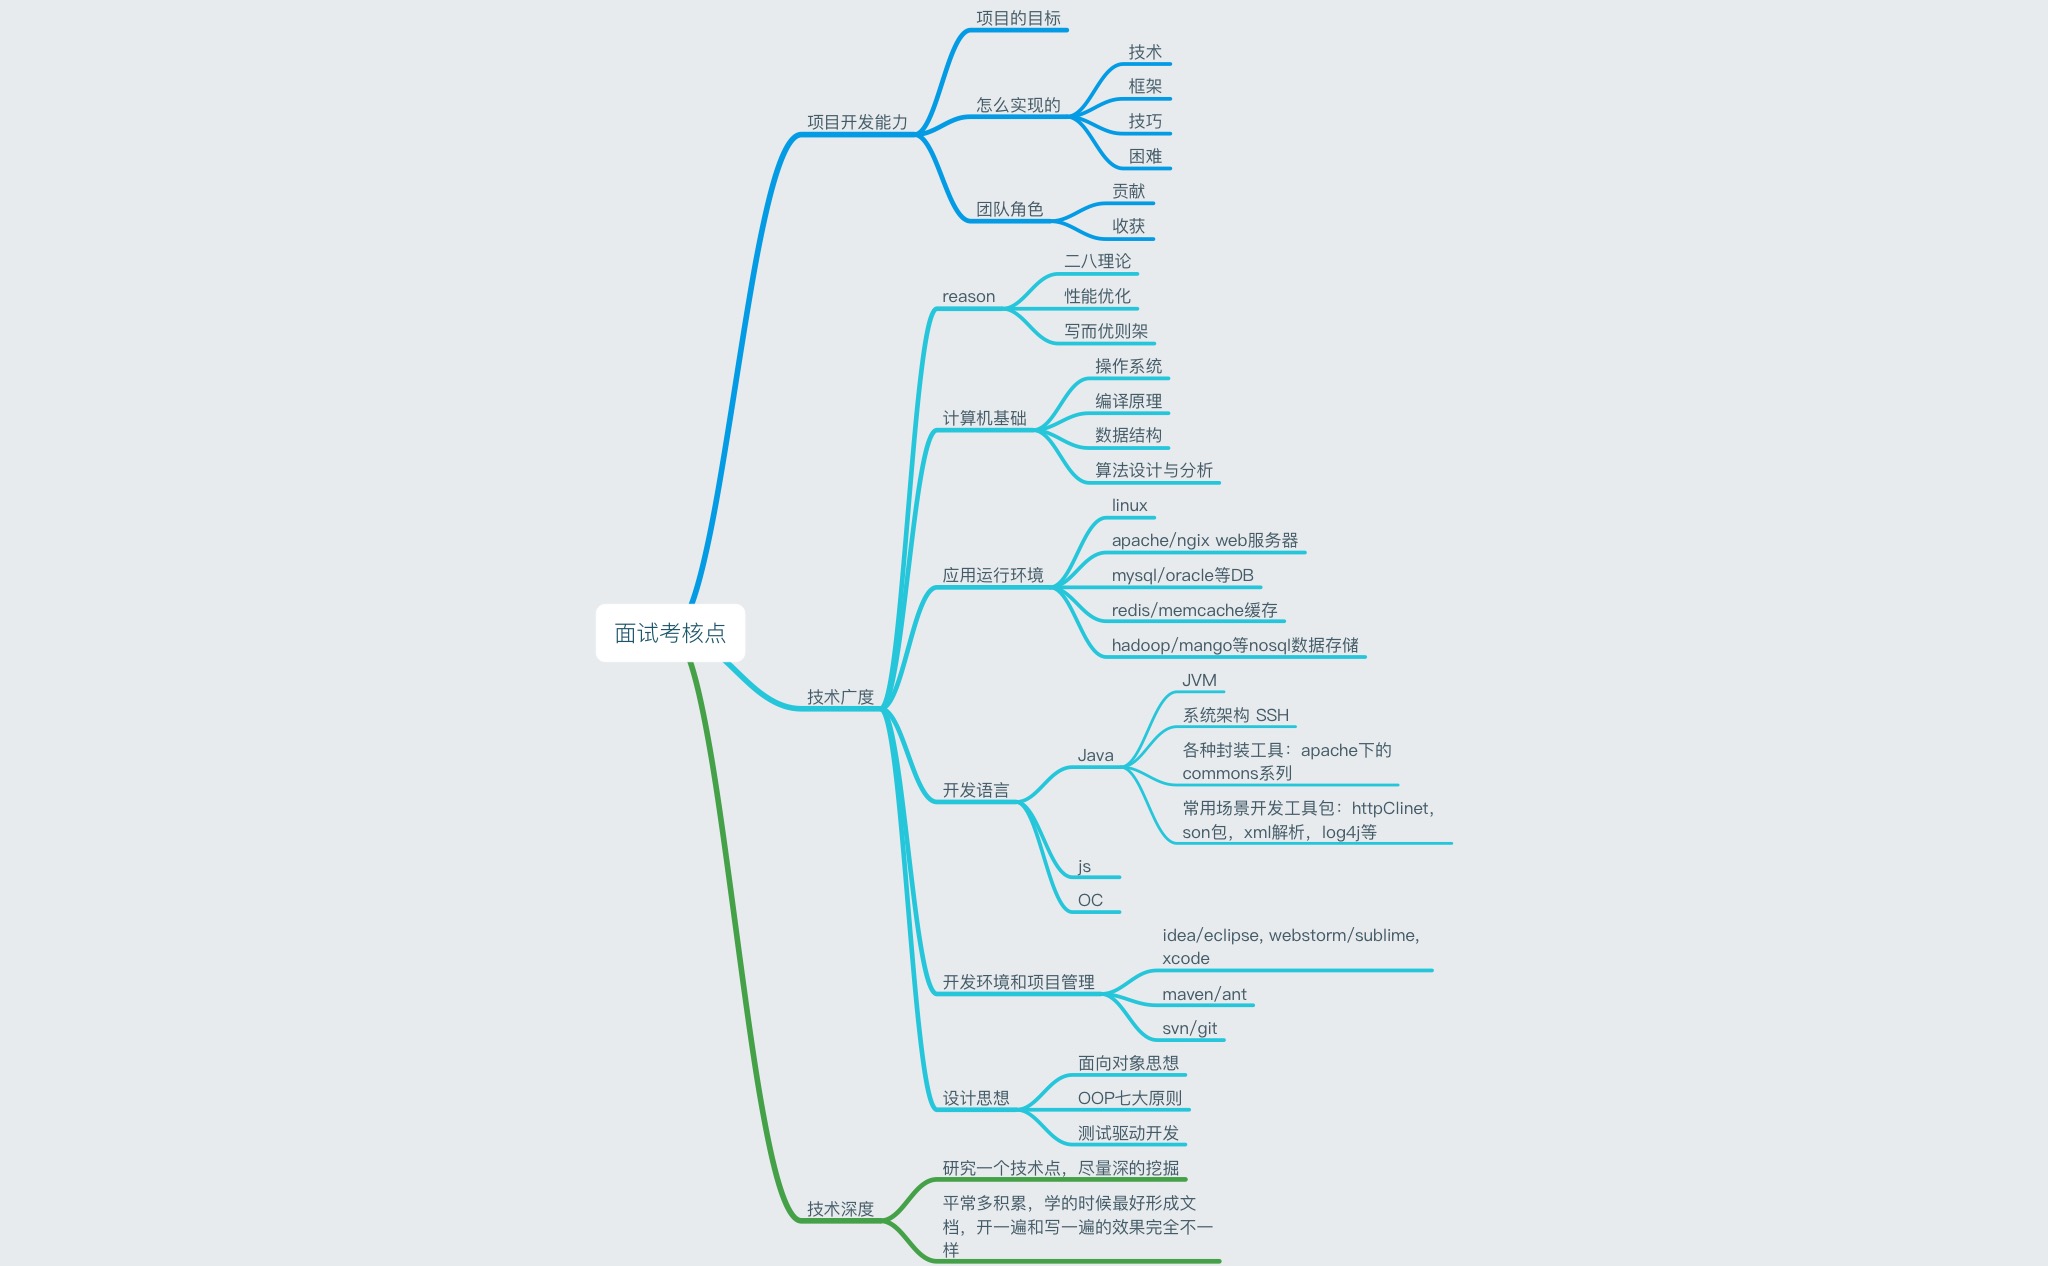 项目的目标
技术
框架
怎么实现的
项目开发能力
技巧
困难
贡献
团队角色
收获
二八理论
reason
性能优化
写而优则架
操作系统
编译原理
计算机基础
数据结构
算法设计与分析
linux
apache/ngix web服务器
应用运行环境
mysql/oracle等DB
redis/memcache缓存
hadoop/mango等nosql数据存储
面试考核点
技术广度
JVM
系统架构 SSH
Java
各种封装工具：apache下的
commons系列
开发语言
常用场景开发工具包：httpClinet，
son包，xml解析，log4j等
js
OC
idea/eclipse, webstorm/sublime,
xcode
开发环境和项目管理
maven/ant
svn/git
面向对象思想
设计思想
OOP七大原则
测试驱动开发
研究一个技术点，尽量深的挖掘
技术深度
平常多积累，学的时候最好形成文
档，开一遍和写一遍的效果完全不一
样